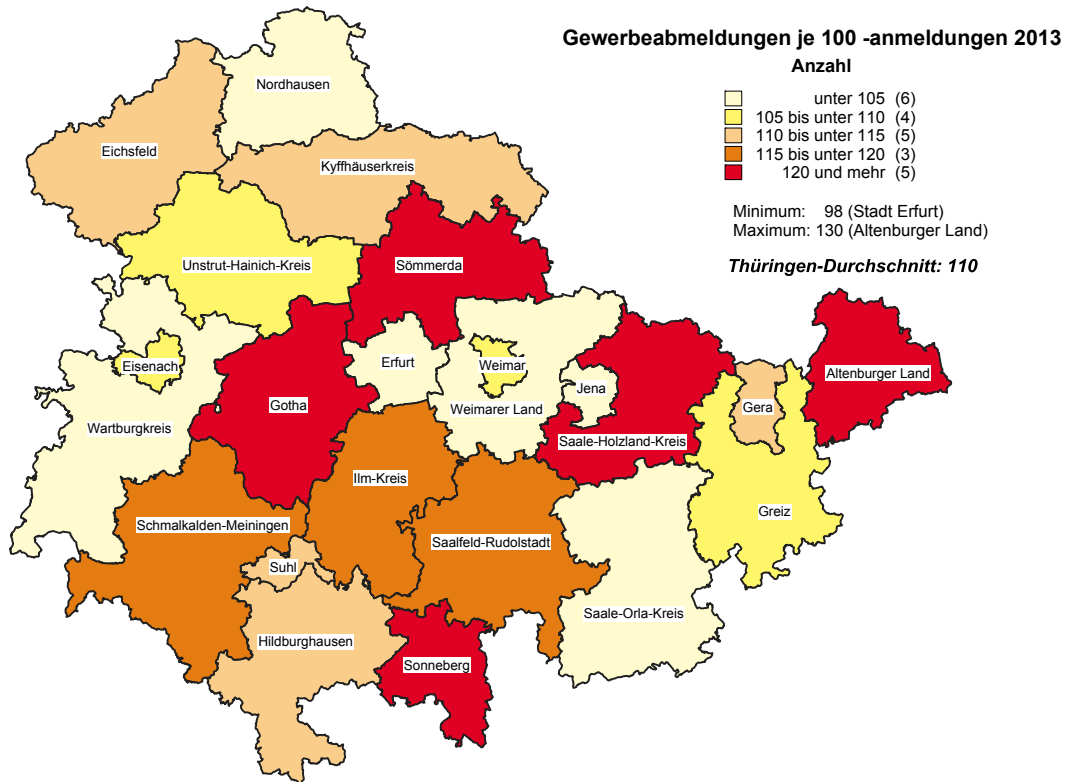 Gewerbeabmeldungen je 100 -anmeldungen 2013
Anzahl
unter 105 (6)
105 bis unter 110 (4)
110 bis unter 115 (5)
115 bis unter 120 (3)
120 und mehr (5)
Minimum: 98 (Stadt Erfurt)
Maximum: 130 (Altenburger Land)
Thüringen-Durchschnitt: 110
Nordhausen
Eichsfeld
Kyffhäuserkreis
Unstrut-Hainich-Kreis
Sömmerda
Eisenach
Erfurt
Weimar
Jena
Altenburger Land
Gotha
Weimarer Land
Gera
Wartburgkreis
Saale-Holzland-Kreis
Ilm-Kreis
Greiz
Schmalkalden-Meiningen
Saalfeld-Rudolstadt
Suhl
Saale-Orla-Kreis
Hildburghausen
Sonneberg